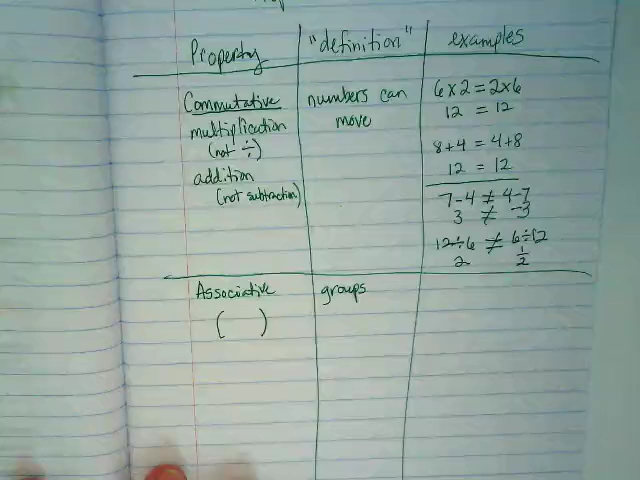 Property "definition" examples
Commutative
multiplication
(not ÷)
addition
(not subtraction)
numbers can
move
6×2 = 2×6
12 = 12
8+4 = 4+8
12 = 12
7-4 ≠ 4-7
3 ≠ -3
12÷6 ≠ 6÷12
2 1/2
Associative
( )
groups